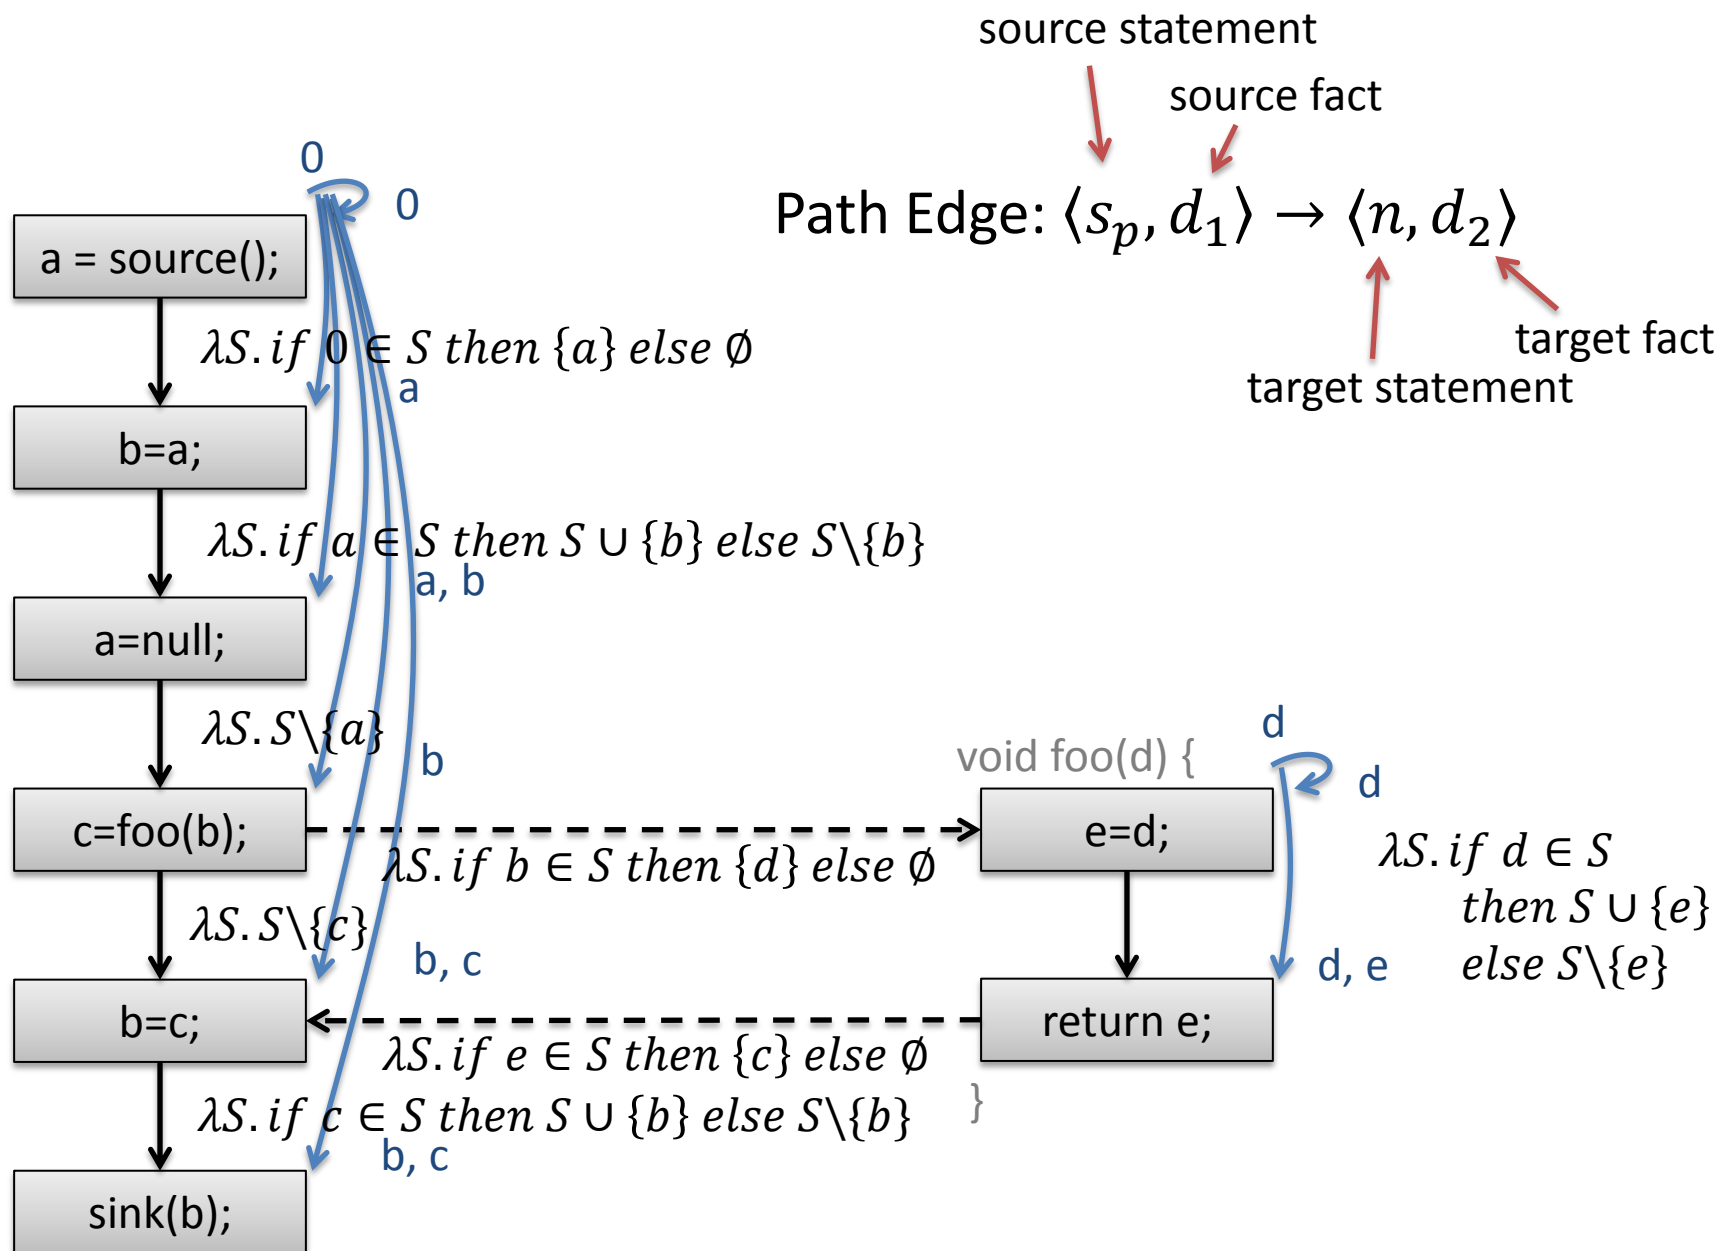 source statement
source fact
0
0
Path Edge: ⟨s_p, d_1⟩ → ⟨n, d_2⟩
a = source();
target fact
λS. if 0 ∈ S then {a} else ∅
target statement
a
b=a;
λS. if a ∈ S then S ∪ {b} else S\{b}
a, b
a=null;
λS. S\{a}
b
void foo(d) {
d
d
c=foo(b);
e=d;
λS. if b ∈ S then {d} else ∅
λS. if d ∈ S
then S ∪ {e}
else S\{e}
λS. S\{c}
b, c
d, e
b=c;
return e;
λS. if e ∈ S then {c} else ∅
}
λS. if c ∈ S then S ∪ {b} else S\{b}
b, c
sink(b);